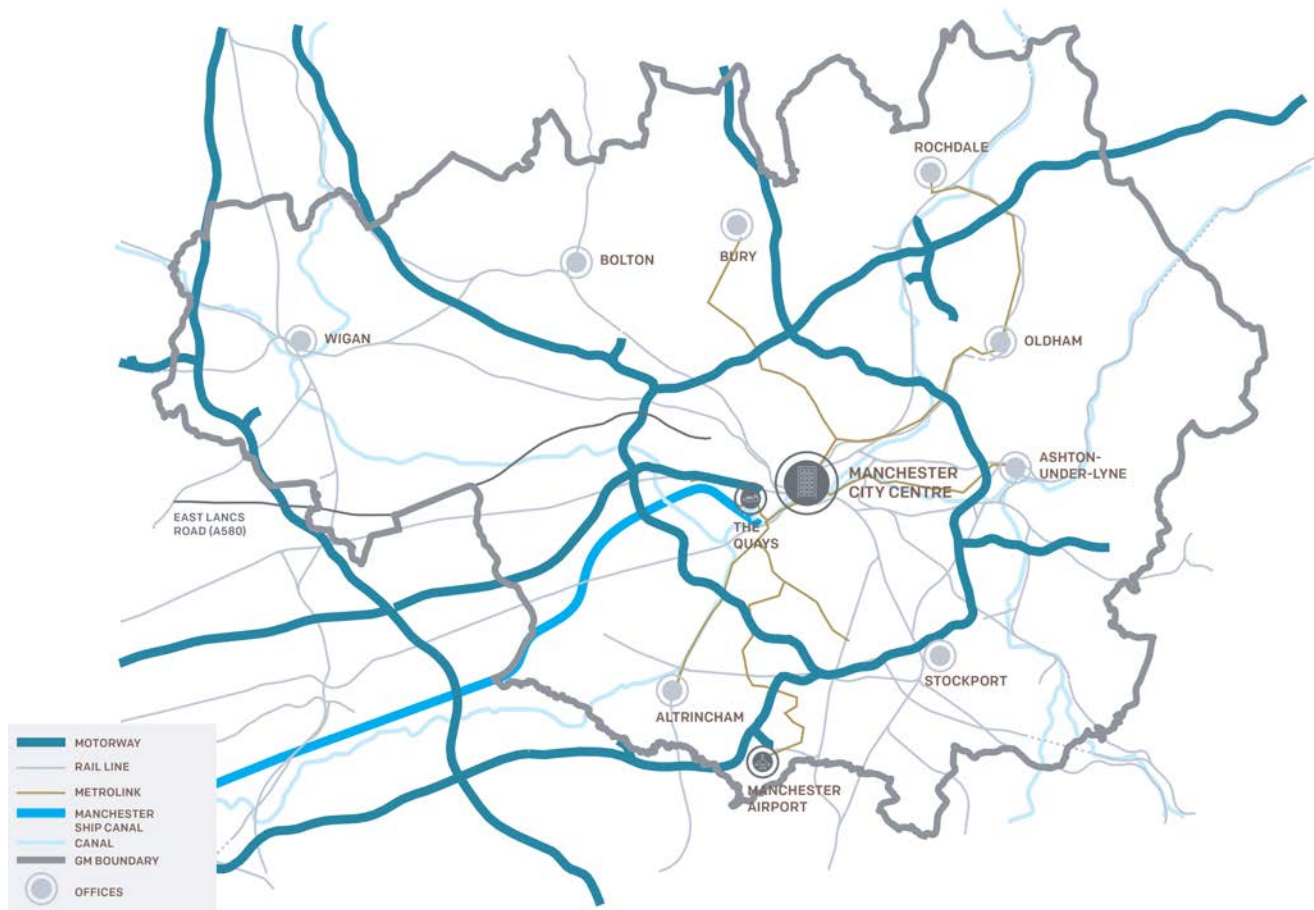 ROCHDALE
BURY
BOLTON
WIGAN
OLDHAM
ASHTON-
UNDER-LYNE
MANCHESTER
CITY CENTRE
EAST LANCS
ROAD (A580)
THE
QUAYS
STOCKPORT
ALTRINCHAM
MANCHESTER
AIRPORT
MOTORWAY
RAIL LINE
METROLINK
MANCHESTER
SHIP CANAL
CANAL
GM BOUNDARY
OFFICES